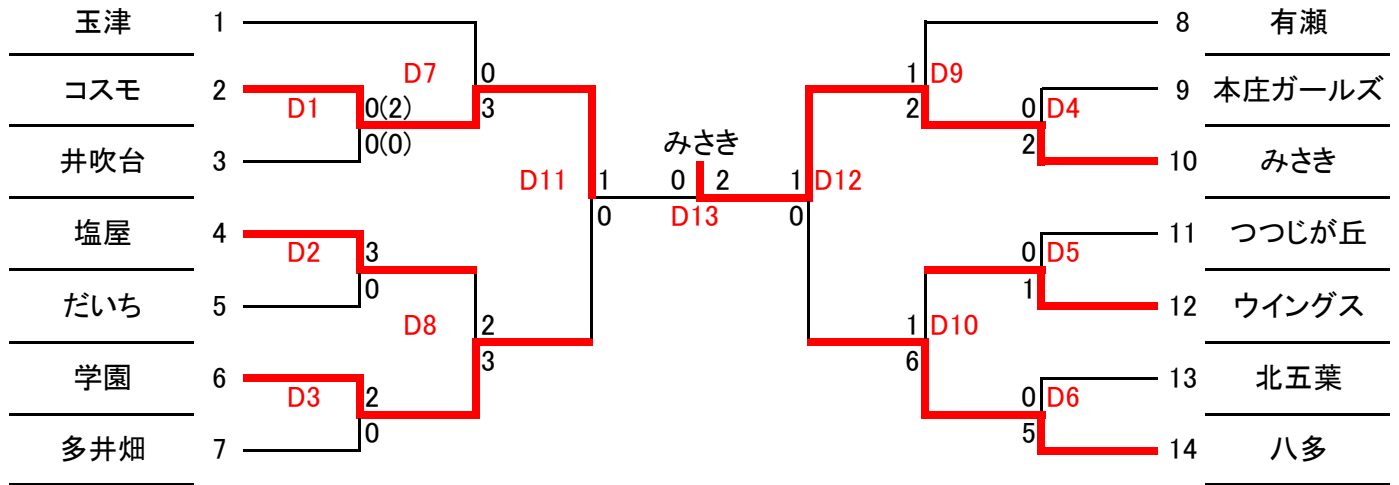 玉津 1
コスモ 2
井吹台 3
塩屋 4
だいち 5
学園 6
多井畑 7
D1 0(2)
0(0)
D2 3
0
D3 2
0
D7 0
3
D8 2
3
D11 1
0
みさき
0 2
D13
1 D12
0
1 D9
2
1 D10
6
0 D4
2
0 D5
1
0 D6
5
8 有瀬
9 本庄ガールズ
10 みさき
11 つつじが丘
12 ウイングス
13 北五葉
14 八多